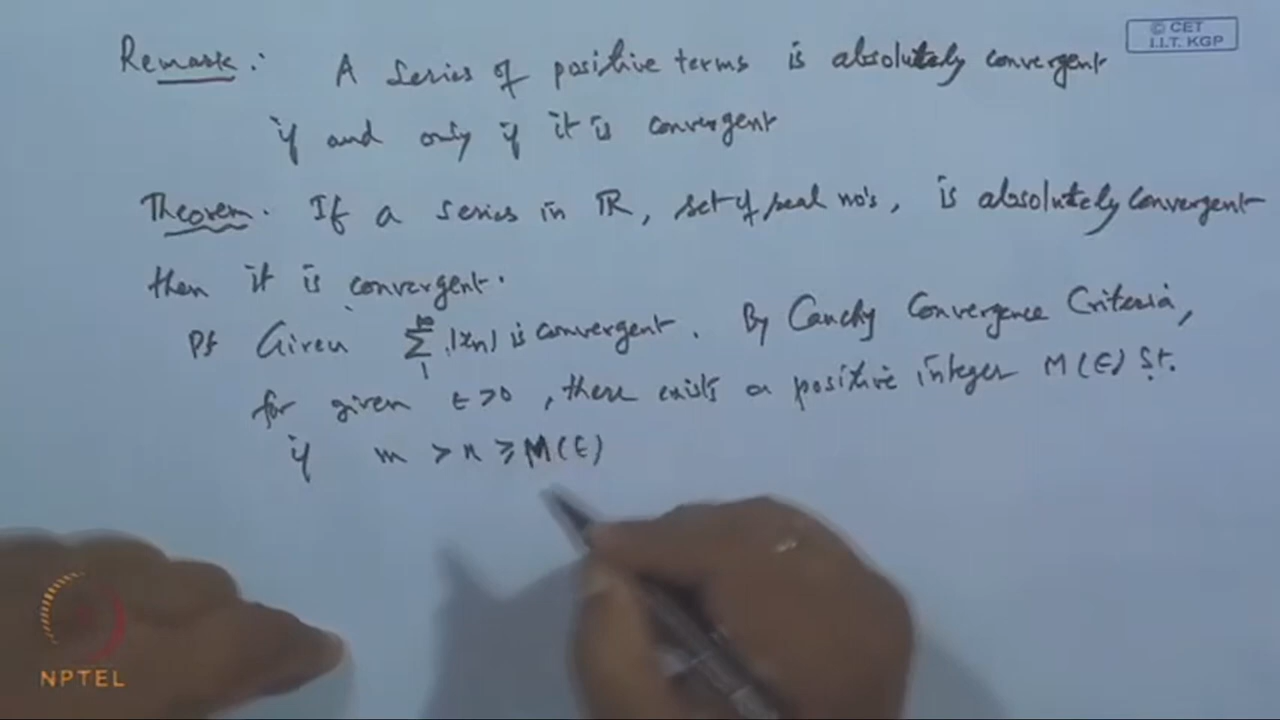 © CET
I.I.T. KGP
Remark: A series of positive terms is absolutely convergent
if and only if it is convergent
Theorem. If a series in ℝ, set of real no's, is absolutely convergent
then it is convergent.
Pf Given ∑_1^∞ |xₙ| is convergent. By Cauchy Convergence Criteria,
for given ε>0, there exists a positive integer M(ε) St.
if m > n ≥ M(ε)
NPTEL